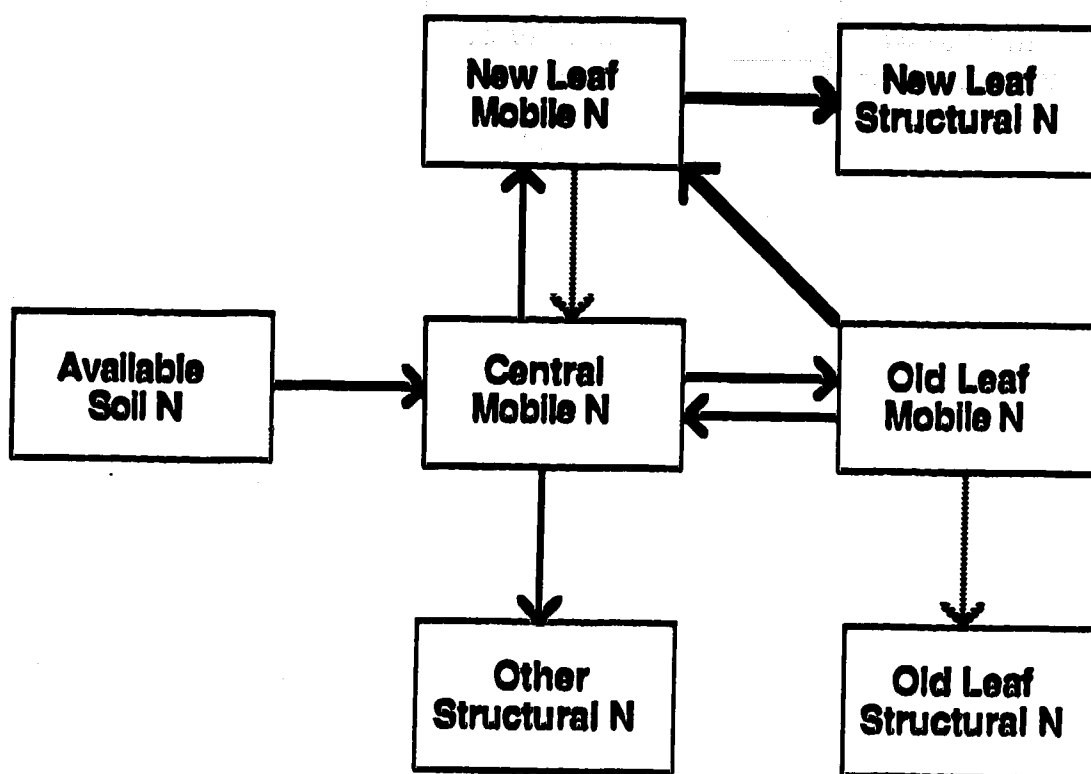 New Leaf
Mobile N
New Leaf
Structural N
Available
Soil N
Central
Mobile N
Old Leaf
Mobile N
Other
Structural N
Old Leaf
Structural N